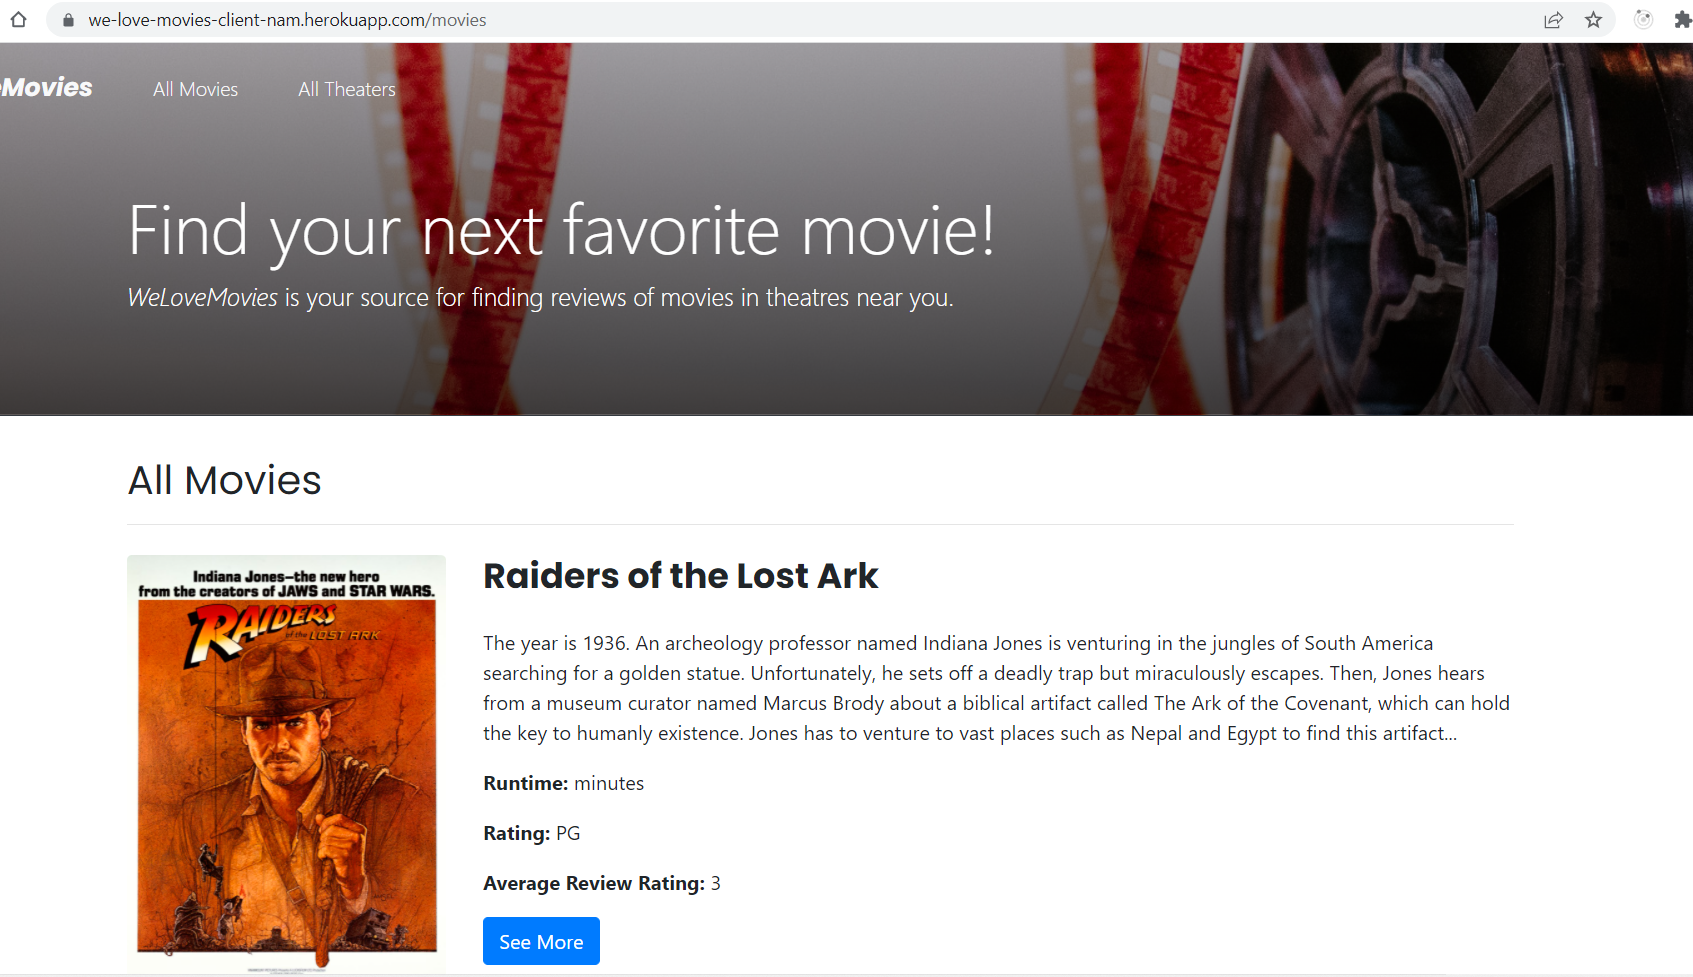 we-love-movies-client-nam.herokuapp.com/movies
eMovies All Movies All Theaters
Find your next favorite movie!
WeLoveMovies is your source for finding reviews of movies in theatres near you.
All Movies
Indiana Jones—the new hero
from the creators of JAWS and STAR WARS.
RAIDERS
of the LOST ARK
Raiders of the Lost Ark
The year is 1936. An archeology professor named Indiana Jones is venturing in the jungles of South America
searching for a golden statue. Unfortunately, he sets off a deadly trap but miraculously escapes. Then, Jones hears
from a museum curator named Marcus Brody about a biblical artifact called The Ark of the Covenant, which can hold
the key to humanly existence. Jones has to venture to vast places such as Nepal and Egypt to find this artifact...
Runtime: minutes
Rating: PG
Average Review Rating: 3
See More